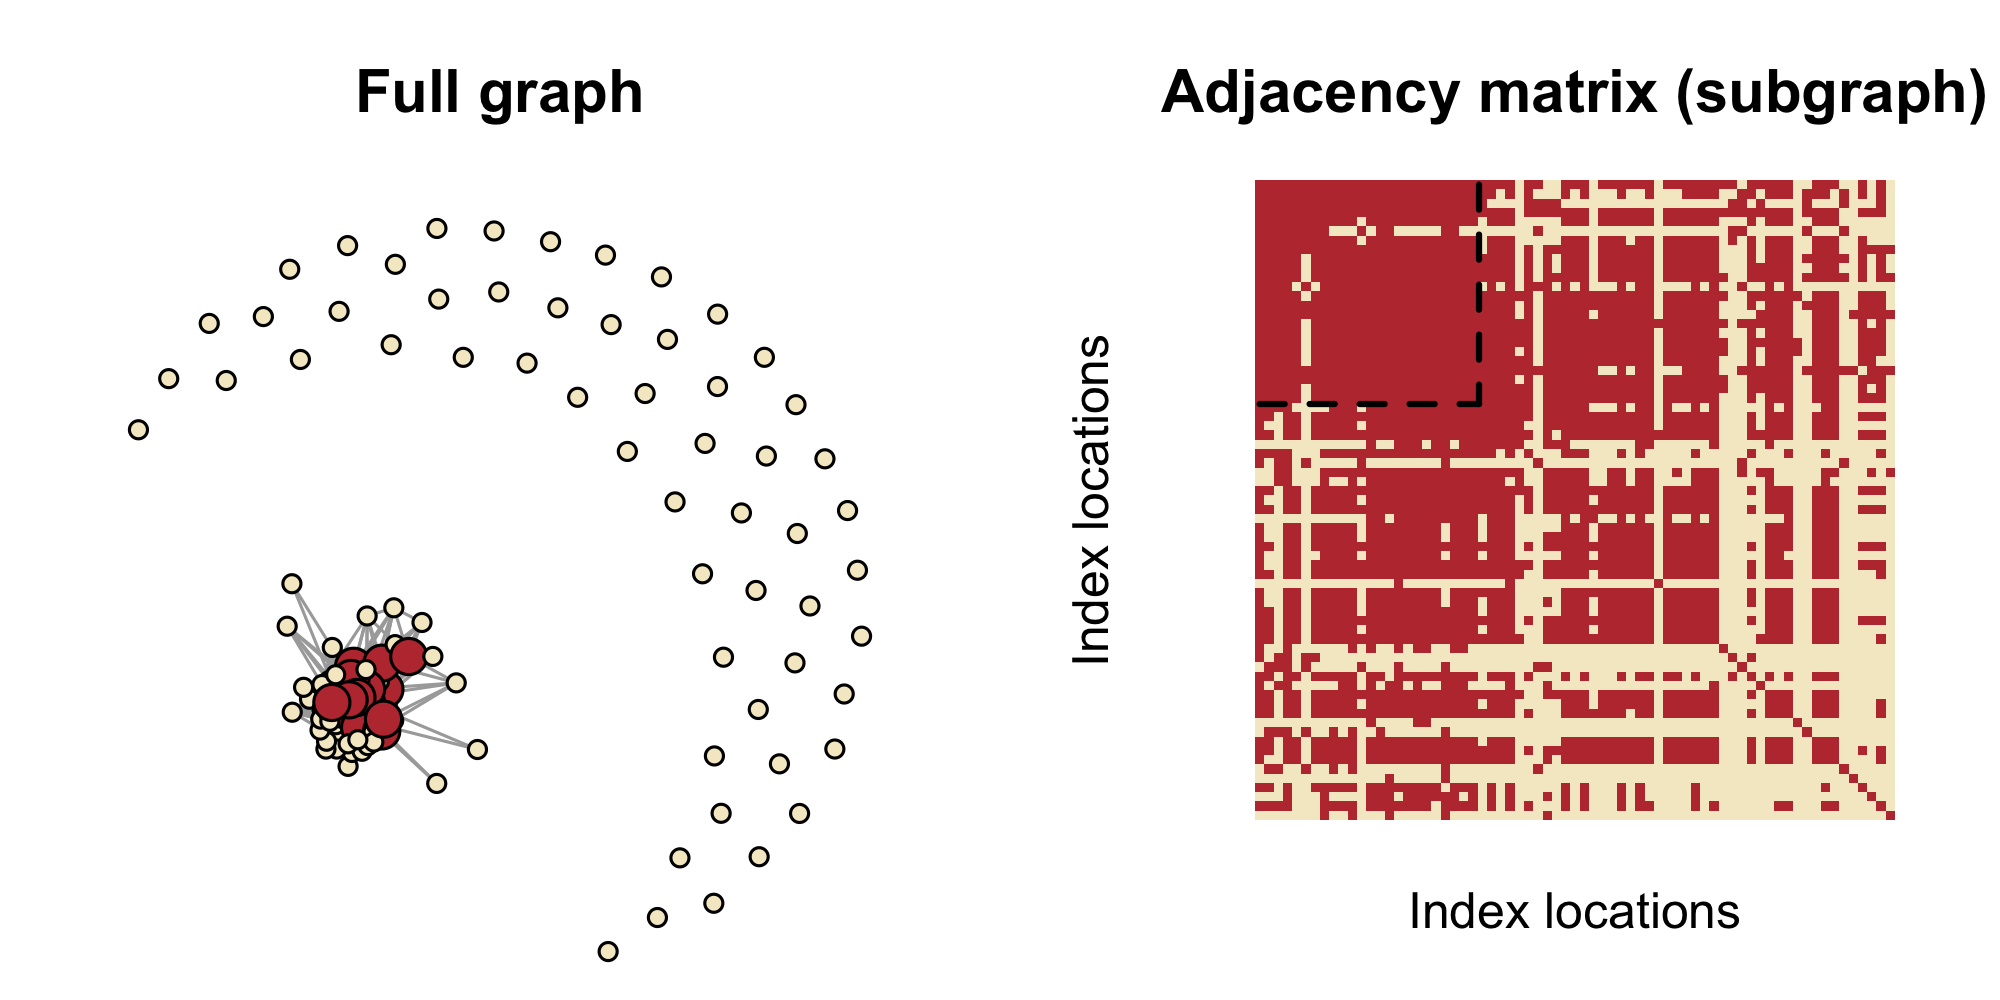 Full graph
Adjacency matrix (subgraph)
Index locations
Index locations